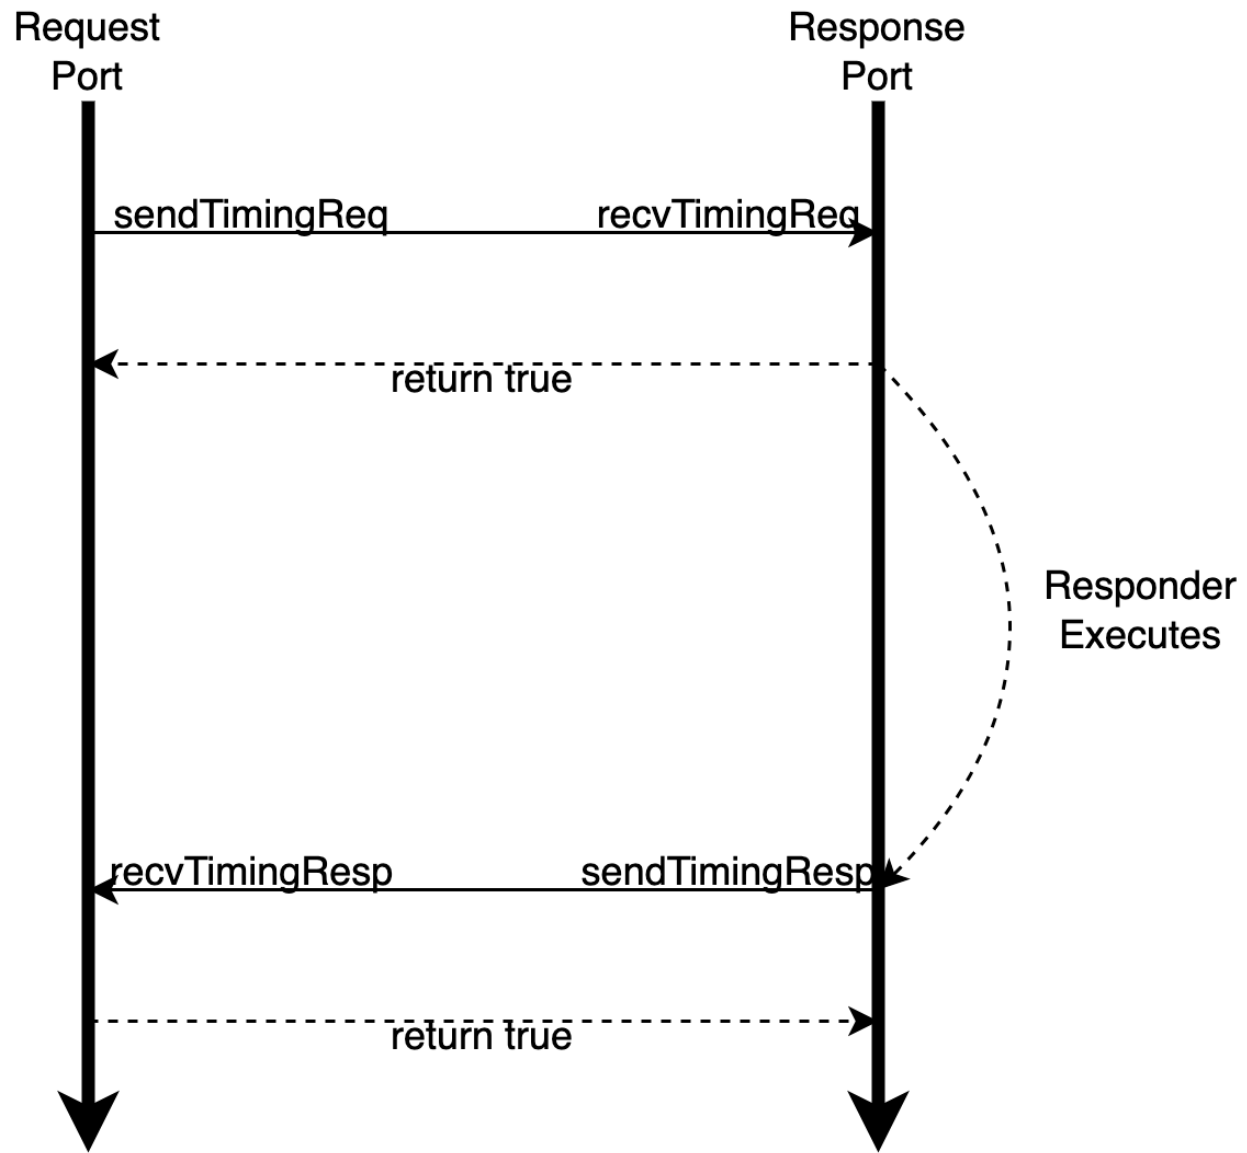 Request
Port
Response
Port
sendTimingReq
recvTimingReq
return true
Responder
Executes
recvTimingResp
sendTimingResp
return true